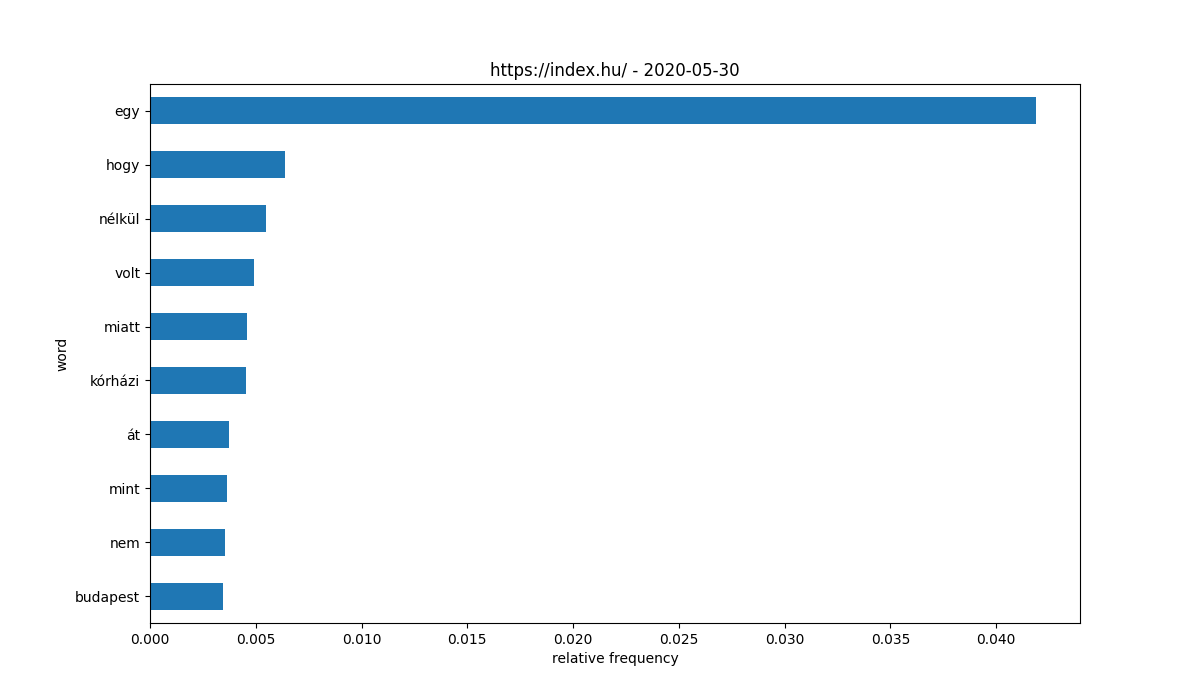 https://index.hu/ - 2020-05-30
word
egy
hogy
nélkül
volt
miatt
kórházi
át
mint
nem
budapest
0.000 0.005 0.010 0.015 0.020 0.025 0.030 0.035 0.040
relative frequency